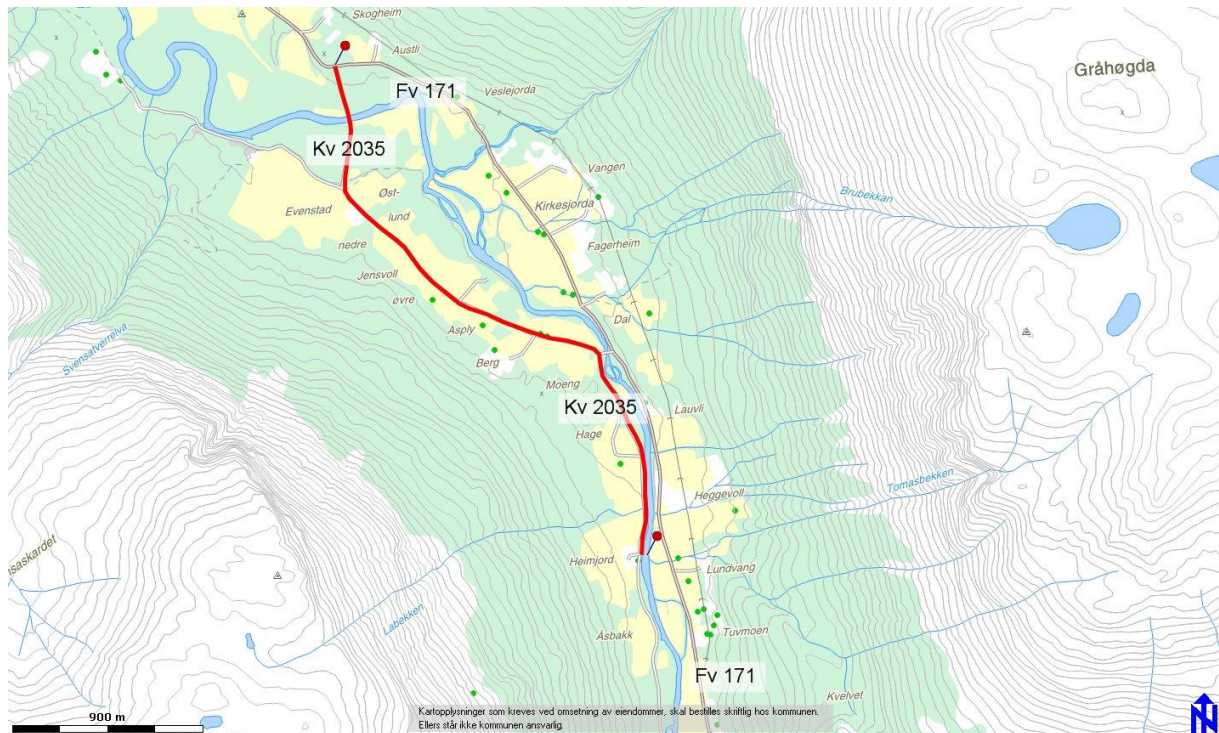 Skogheim
Austli
Gråhøgda
Fv 171
Veslejorda
Kv 2035
Vangen
Brubekkan
Øst-
lund
Kirkesjorda
Evenstad
nedre
Fagerheim
Jensvoll
øvre
Dal
Asply
Svensatverrelva
Berg
Moeng
Kv 2035
Lauvli
Hage
Tomasbekken
Heggevoll
nsaskardet
Heimjord
Lundvang
Labekken
Åsbakk
Tuvmoen
Fv 171
Kvelvet
900 m
Kartopplysninger som kreves ved omsetning av eiendommer, skal bestilles skriftlig hos kommunen.
Ellers står ikke kommunen ansvarlig.
N